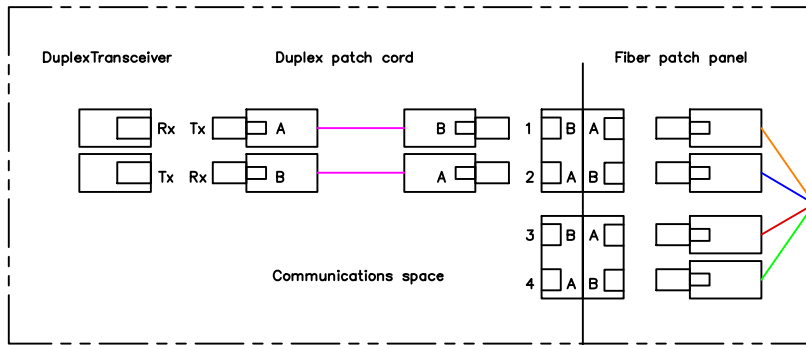 DuplexTransceiver Duplex patch cord Fiber patch panel
Rx Tx A B 1 B A
Tx Rx B A 2 A B
3 B A
Communications space
4 A B